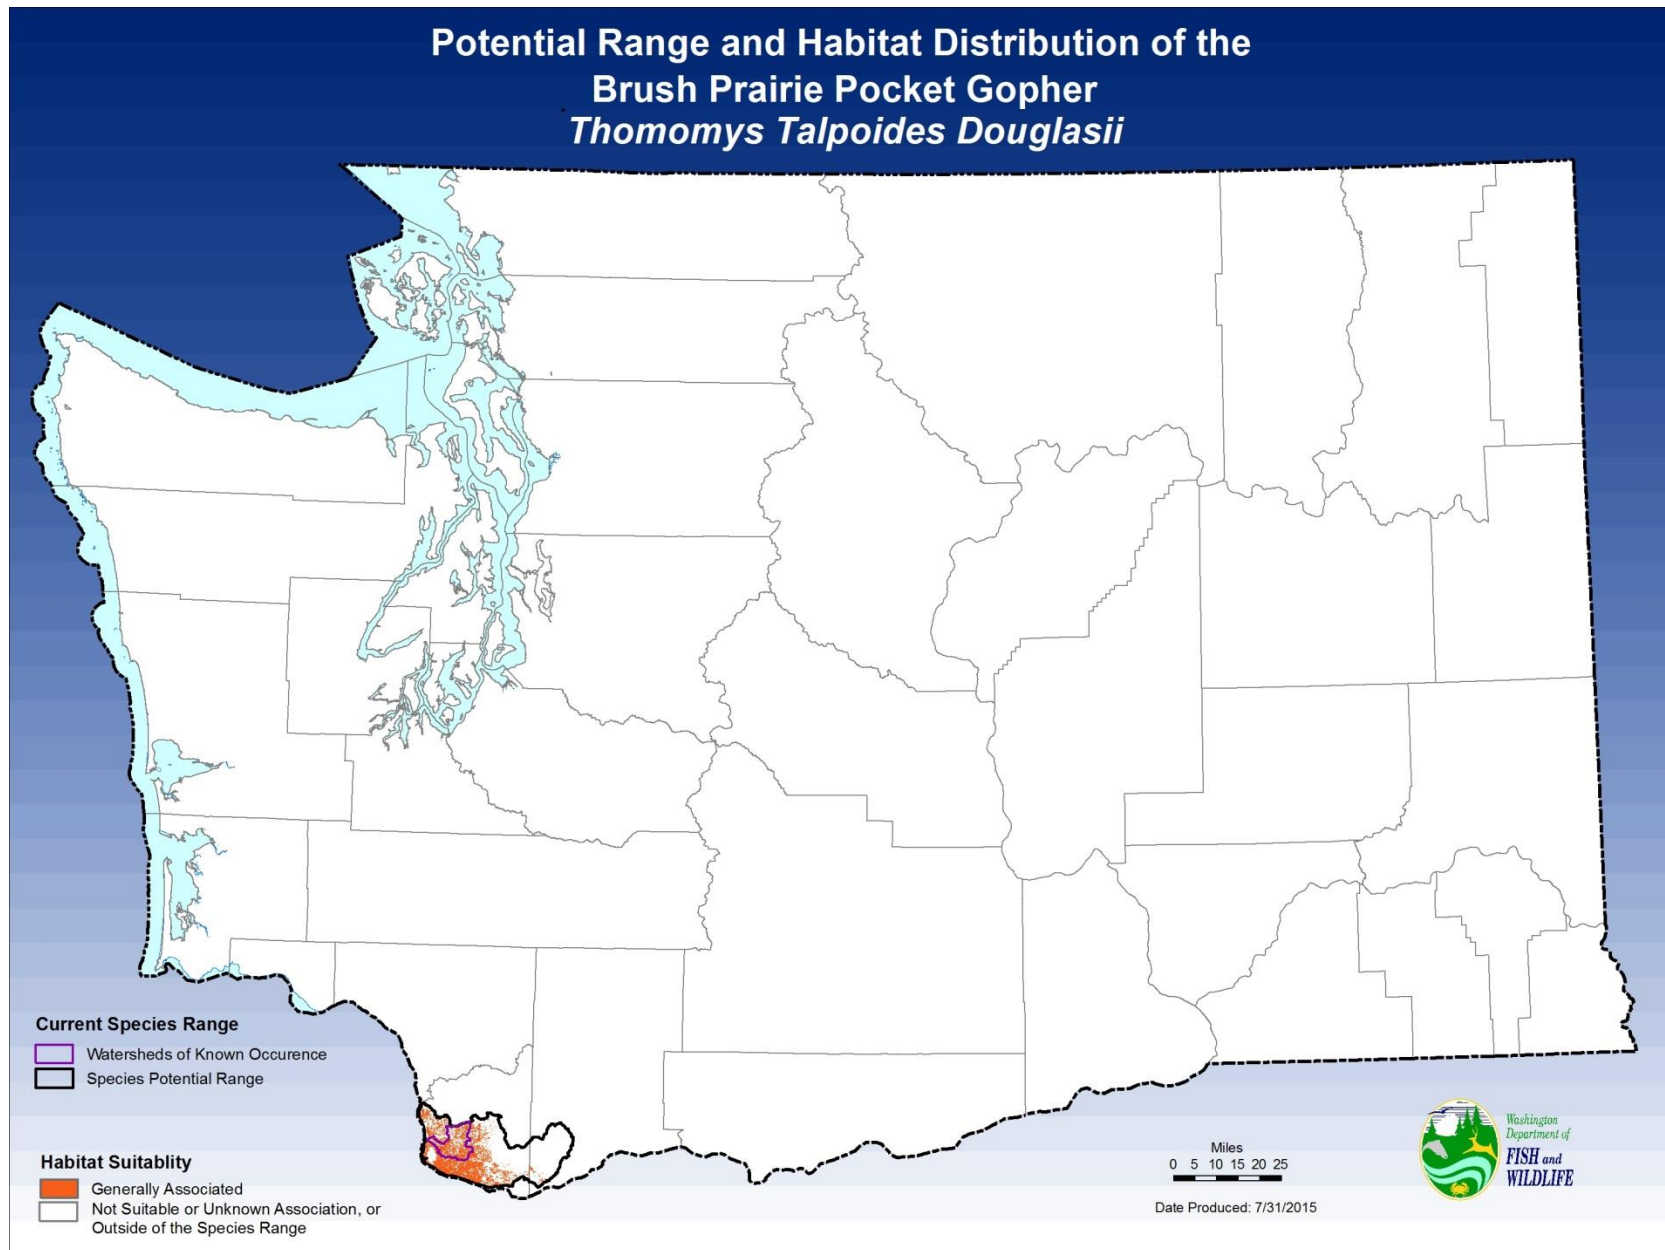 Potential Range and Habitat Distribution of the
Brush Prairie Pocket Gopher
Thomomys Talpoides Douglasii
Current Species Range
Watersheds of Known Occurence
Species Potential Range
Habitat Suitablity
Generally Associated
Not Suitable or Unknown Association, or
Outside of the Species Range
Miles
0 5 10 15 20 25
Date Produced: 7/31/2015
Washington
Department of
FISH and
WILDLIFE